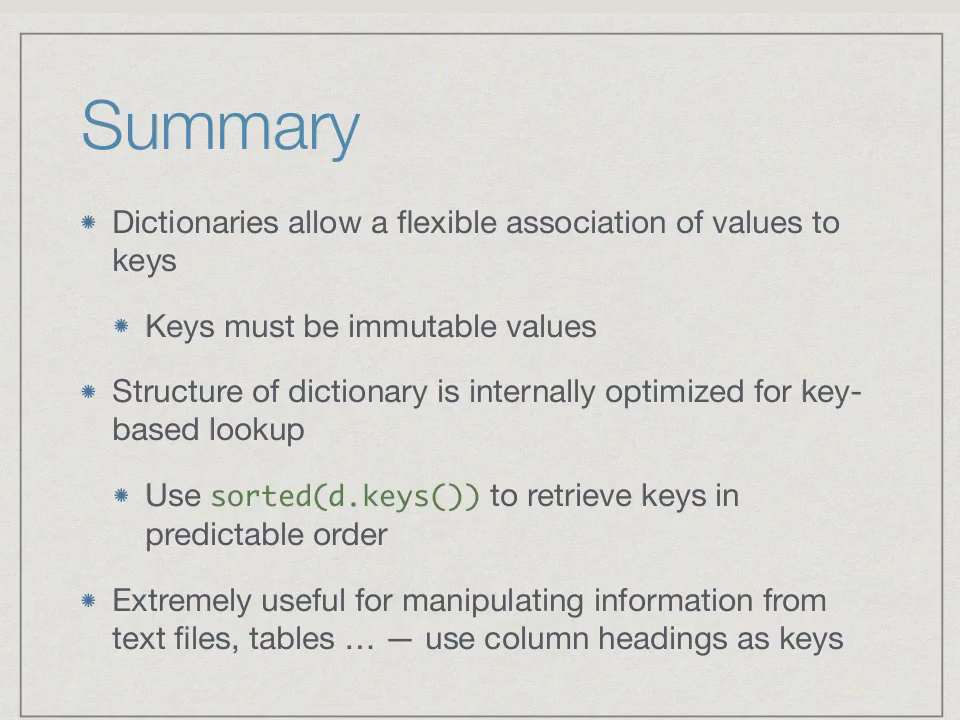 Summary
Dictionaries allow a flexible association of values to
keys
Keys must be immutable values
Structure of dictionary is internally optimized for key-
based lookup
Use sorted(d.keys()) to retrieve keys in
predictable order
Extremely useful for manipulating information from
text files, tables … — use column headings as keys